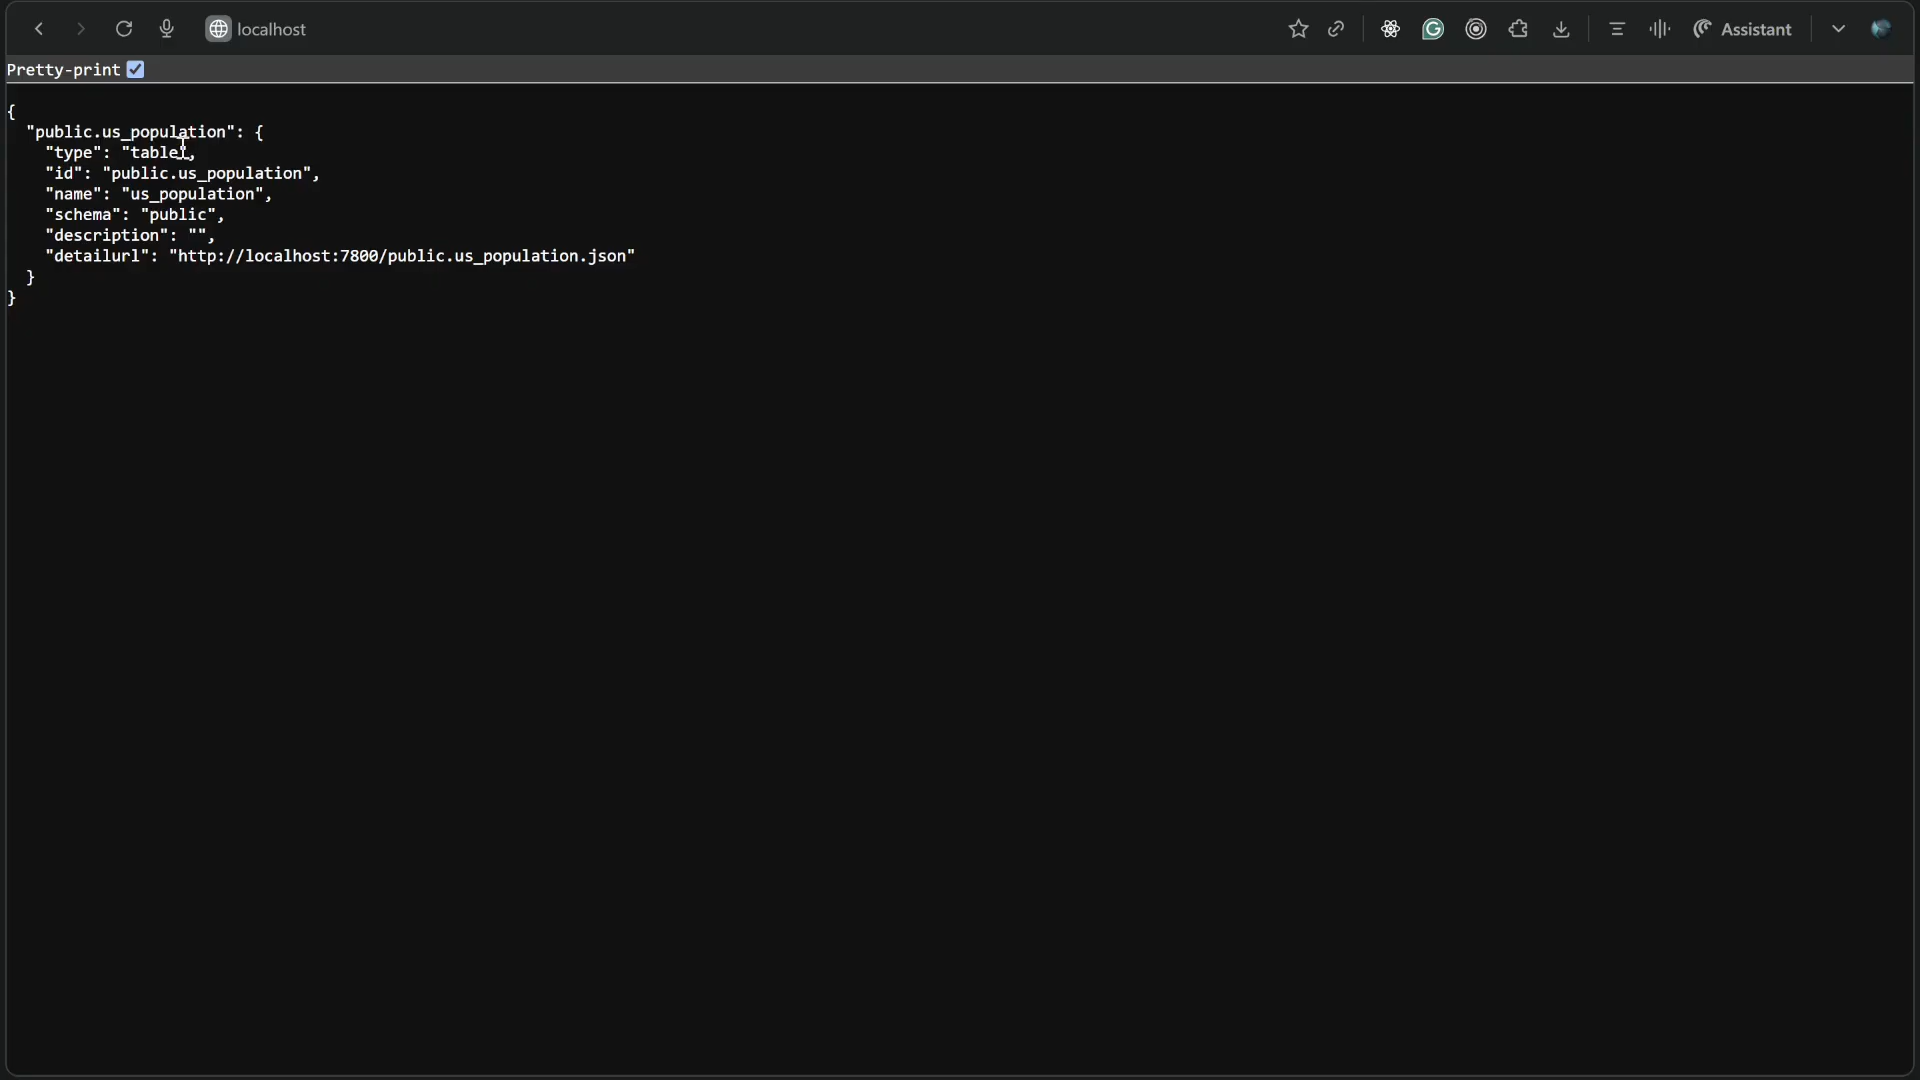 localhost
Assistant
Pretty-print
{
"public.us_population": {
"type": "table",
"id": "public.us_population",
"name": "us_population",
"schema": "public",
"description": "",
"detailurl": "http://localhost:7800/public.us_population.json"
}
}